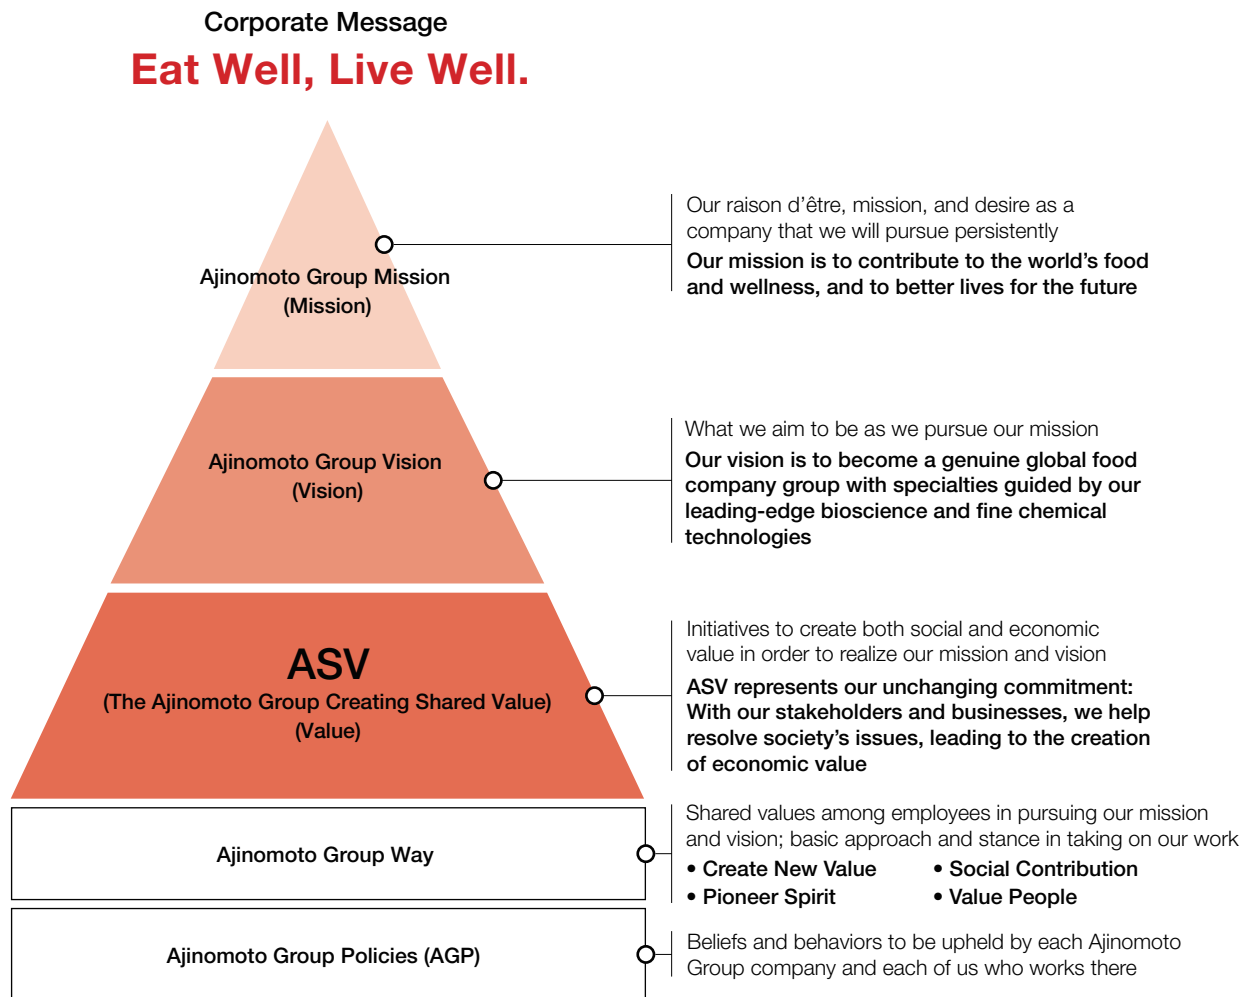 Corporate Message
Eat Well, Live Well.
Ajinomoto Group Mission
(Mission)
Our raison d’être, mission, and desire as a
company that we will pursue persistently
Our mission is to contribute to the world’s food
and wellness, and to better lives for the future
Ajinomoto Group Vision
(Vision)
What we aim to be as we pursue our mission
Our vision is to become a genuine global food
company group with specialties guided by our
leading-edge bioscience and fine chemical
technologies
ASV
(The Ajinomoto Group Creating Shared Value)
(Value)
Initiatives to create both social and economic
value in order to realize our mission and vision
ASV represents our unchanging commitment:
With our stakeholders and businesses, we help
resolve society’s issues, leading to the creation
of economic value
Ajinomoto Group Way
Shared values among employees in pursuing our mission
and vision; basic approach and stance in taking on our work
• Create New Value • Social Contribution
• Pioneer Spirit • Value People
Ajinomoto Group Policies (AGP)
Beliefs and behaviors to be upheld by each Ajinomoto
Group company and each of us who works there